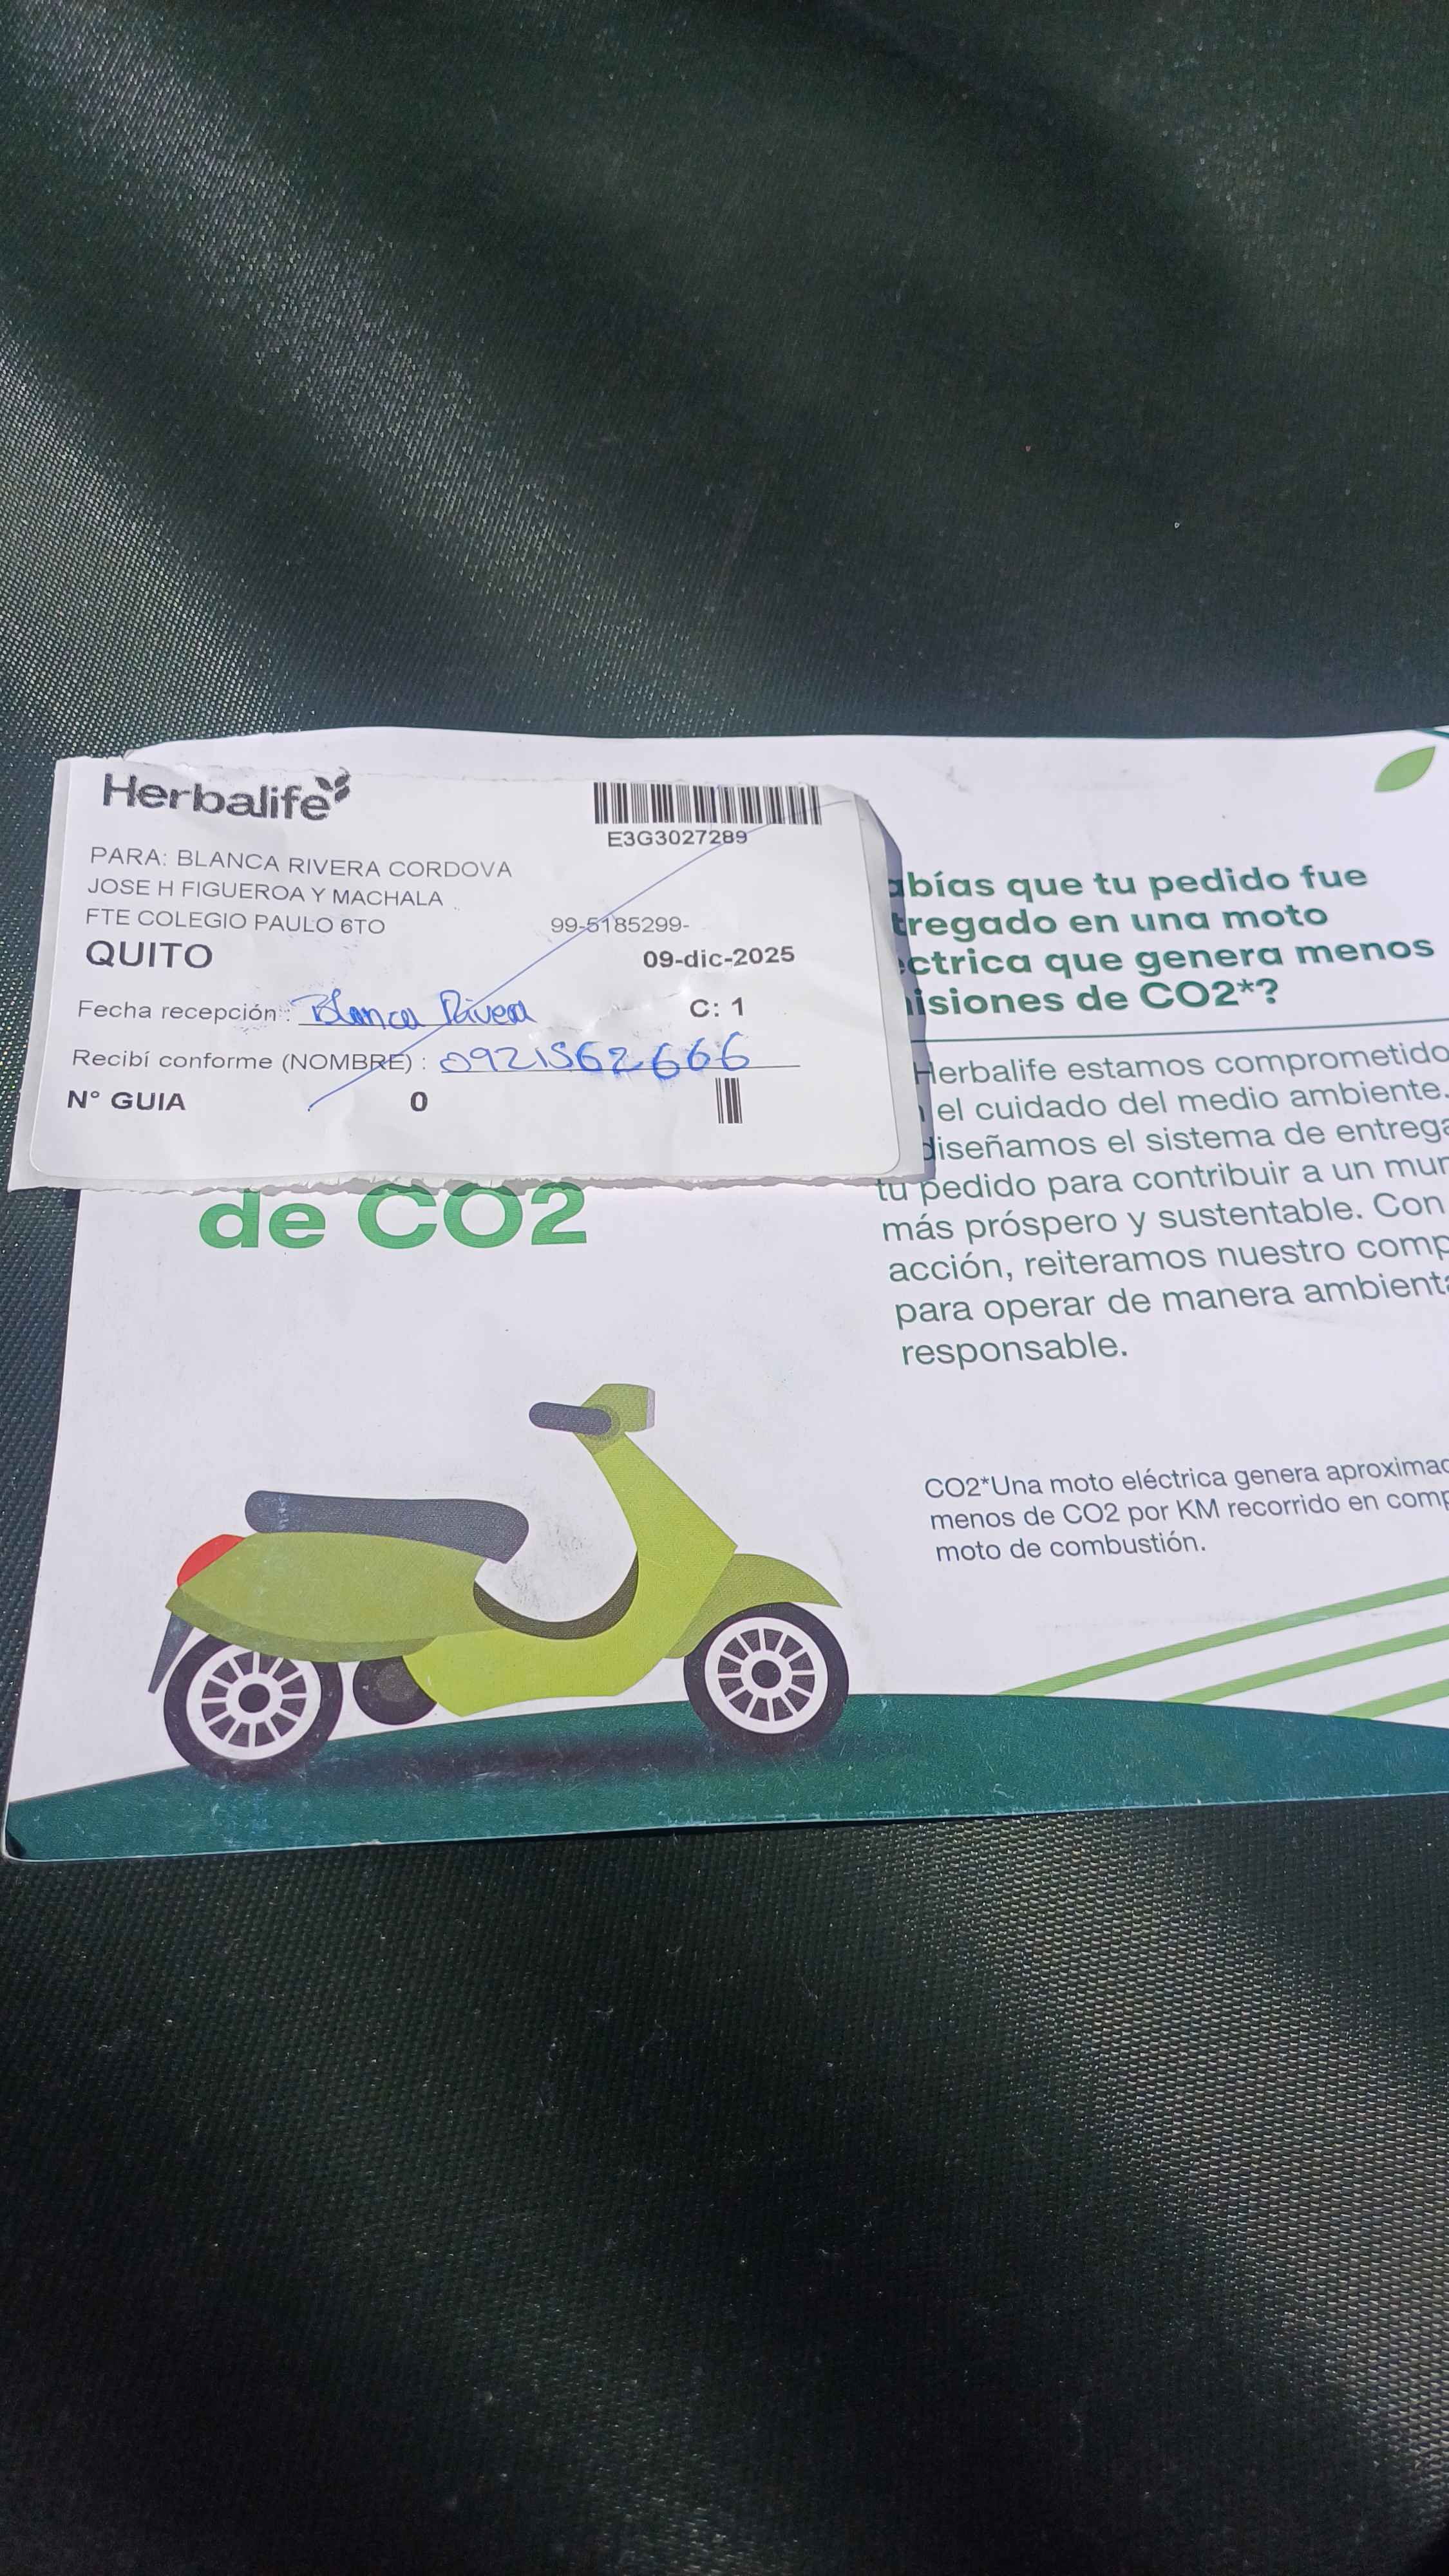 Herbalife
E3G3027289
PARA: BLANCA RIVERA CORDOVA
JOSE H FIGUEROA Y MACHALA
FTE COLEGIO PAULO 6TO
99-5185299-
QUITO
09-dic-2025
Fecha recepción : Blanca Rivera
C: 1
Recibí conforme (NOMBRE) : 0921562666
N° GUIA 0
de CO2
bías que tu pedido fue
tregado en una moto
ctrica que genera menos
isiones de CO2*?
Herbalife estamos comprometido
el cuidado del medio ambiente.
diseñamos el sistema de entrega
tu pedido para contribuir a un mun
más próspero y sustentable. Con
acción, reiteramos nuestro comp
para operar de manera ambienta
responsable.
CO2*Una moto eléctrica genera aproximad
menos de CO2 por KM recorrido en comp
moto de combustión.